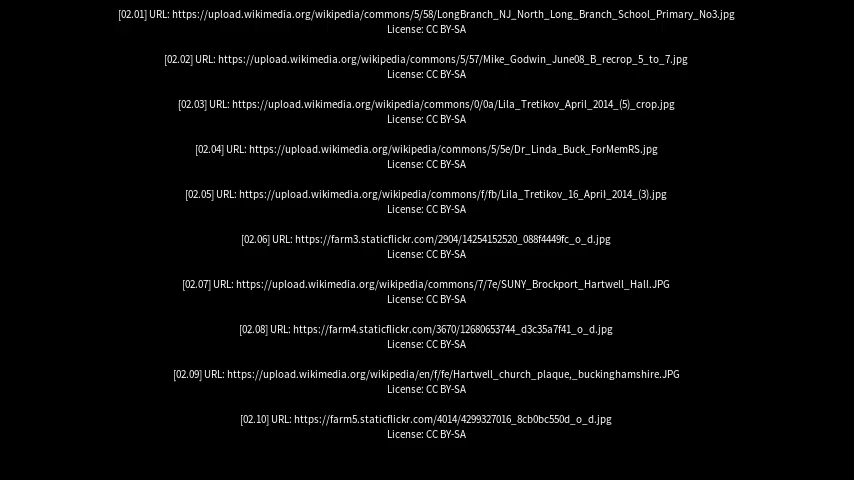 [02.01] URL: https://upload.wikimedia.org/wikipedia/commons/5/58/LongBranch_NJ_North_Long_Branch_School_Primary_No3.jpg
License: CC BY-SA
[02.02] URL: https://upload.wikimedia.org/wikipedia/commons/5/57/Mike_Godwin_June08_B_recrop_5_to_7.jpg
License: CC BY-SA
[02.03] URL: https://upload.wikimedia.org/wikipedia/commons/0/0a/Lila_Tretikov_April_2014_(5)_crop.jpg
License: CC BY-SA
[02.04] URL: https://upload.wikimedia.org/wikipedia/commons/5/5e/Dr_Linda_Buck_ForMemRS.jpg
License: CC BY-SA
[02.05] URL: https://upload.wikimedia.org/wikipedia/commons/f/fb/Lila_Tretikov_16_April_2014_(3).jpg
License: CC BY-SA
[02.06] URL: https://farm3.staticflickr.com/2904/14254152520_088f4449fc_o_d.jpg
License: CC BY-SA
[02.07] URL: https://upload.wikimedia.org/wikipedia/commons/7/7e/SUNY_Brockport_Hartwell_Hall.JPG
License: CC BY-SA
[02.08] URL: https://farm4.staticflickr.com/3670/12680653744_d3c35a7f41_o_d.jpg
License: CC BY-SA
[02.09] URL: https://upload.wikimedia.org/wikipedia/en/f/fe/Hartwell_church_plaque,_buckinghamshire.JPG
License: CC BY-SA
[02.10] URL: https://farm5.staticflickr.com/4014/4299327016_8cb0bc550d_o_d.jpg
License: CC BY-SA